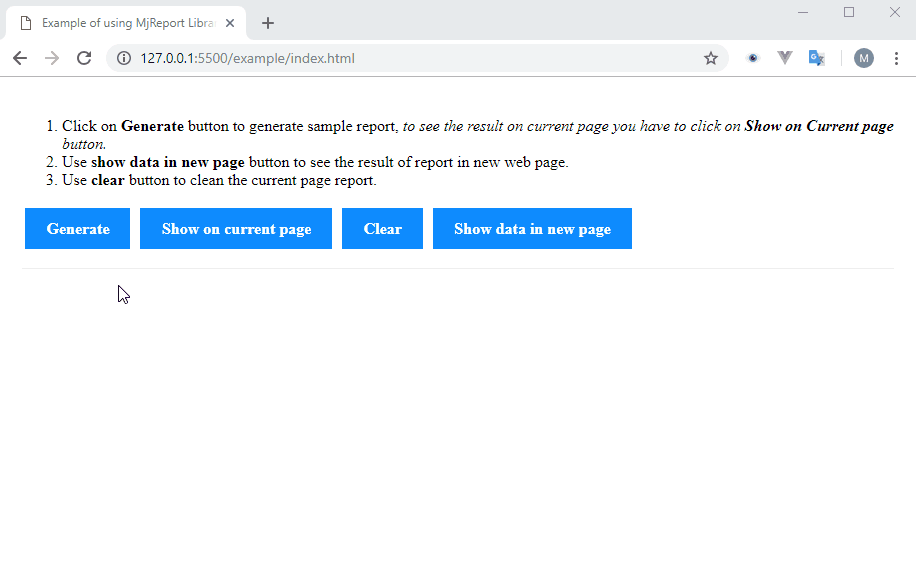 Example of using MjReport Libra
127.0.0.1:5500/example/index.html
M
1. Click on Generate button to generate sample report, to see the result on current page you have to click on Show on Current page
button.
2. Use show data in new page button to see the result of report in new web page.
3. Use clear button to clean the current page report.
Generate
Show on current page
Clear
Show data in new page